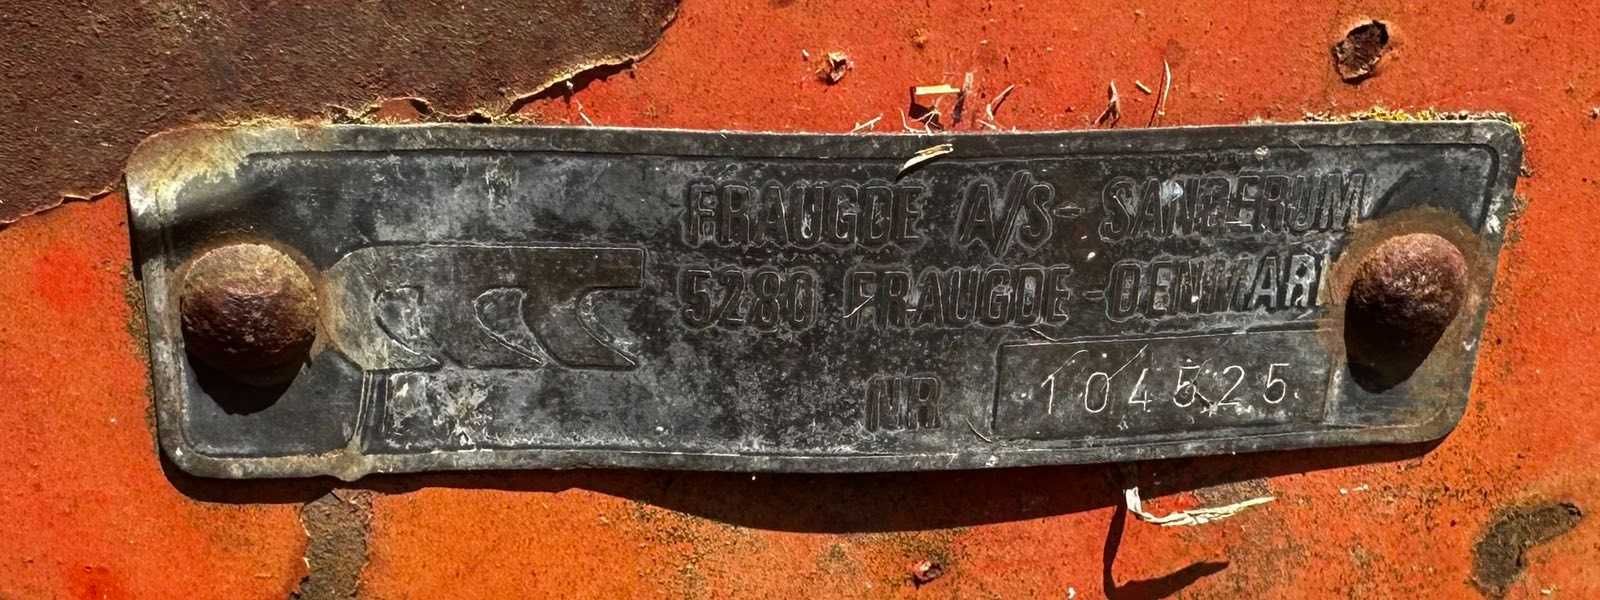 FRAUGDE A/S - SANDERUM
5280 FRAUGDE - DENMARK
NR 104525